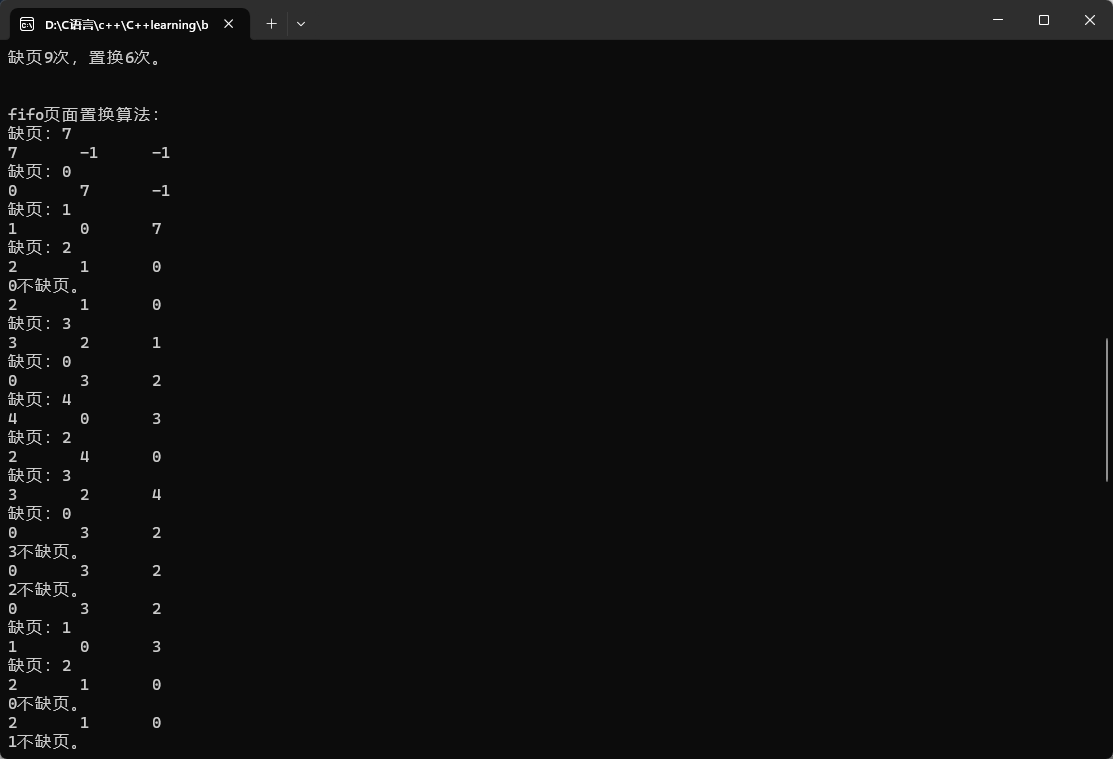 D:\C语言\c++\C++learning\b
缺页9次，置换6次。
fifo页面置换算法：
缺页：7
7 -1 -1
缺页：0
0 7 -1
缺页：1
1 0 7
缺页：2
2 1 0
0不缺页。
2 1 0
缺页：3
3 2 1
缺页：0
0 3 2
缺页：4
4 0 3
缺页：2
2 4 0
缺页：3
3 2 4
缺页：0
0 3 2
3不缺页。
0 3 2
2不缺页。
0 3 2
缺页：1
1 0 3
缺页：2
2 1 0
0不缺页。
2 1 0
1不缺页。